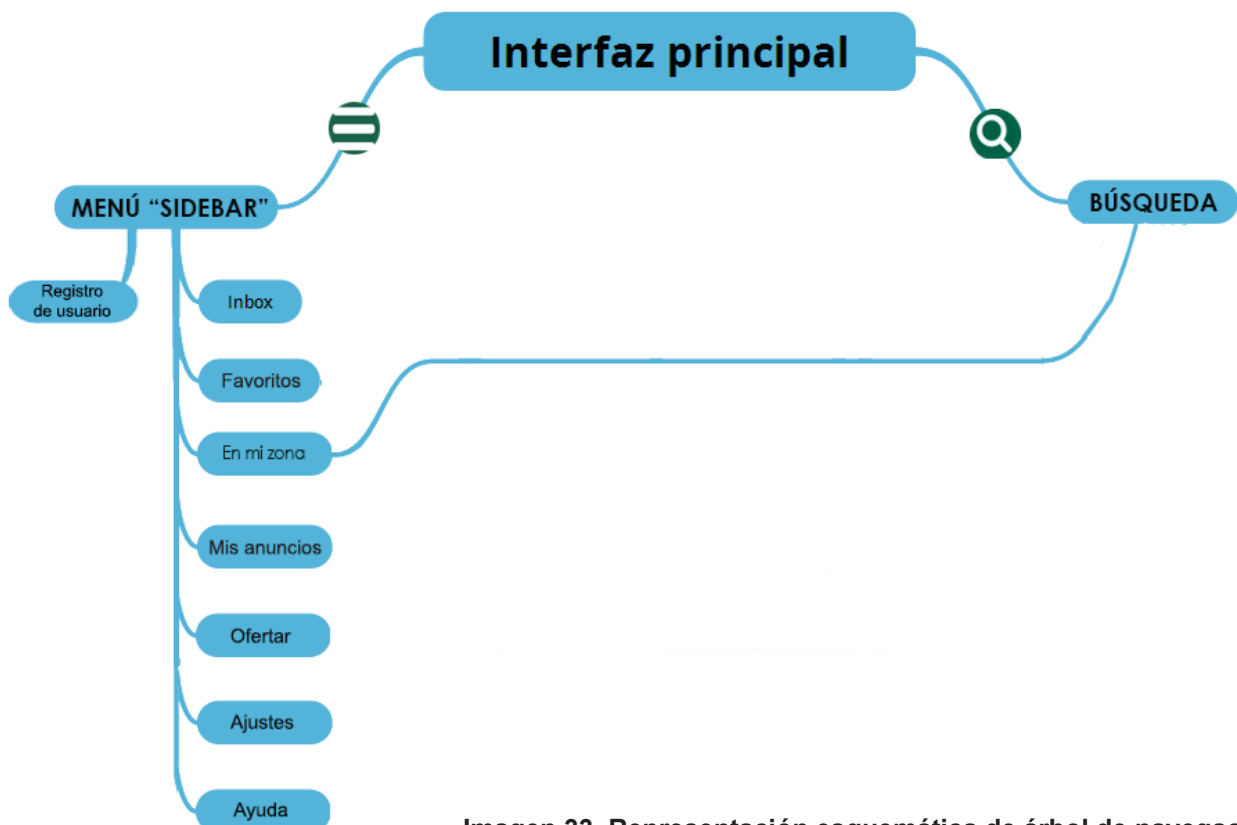 Interfaz principal
MENÚ “SIDEBAR”
BÚSQUEDA
Registro
de usuario
Inbox
Favoritos
En mi zona
Mis anuncios
Ofertar
Ajustes
Ayuda